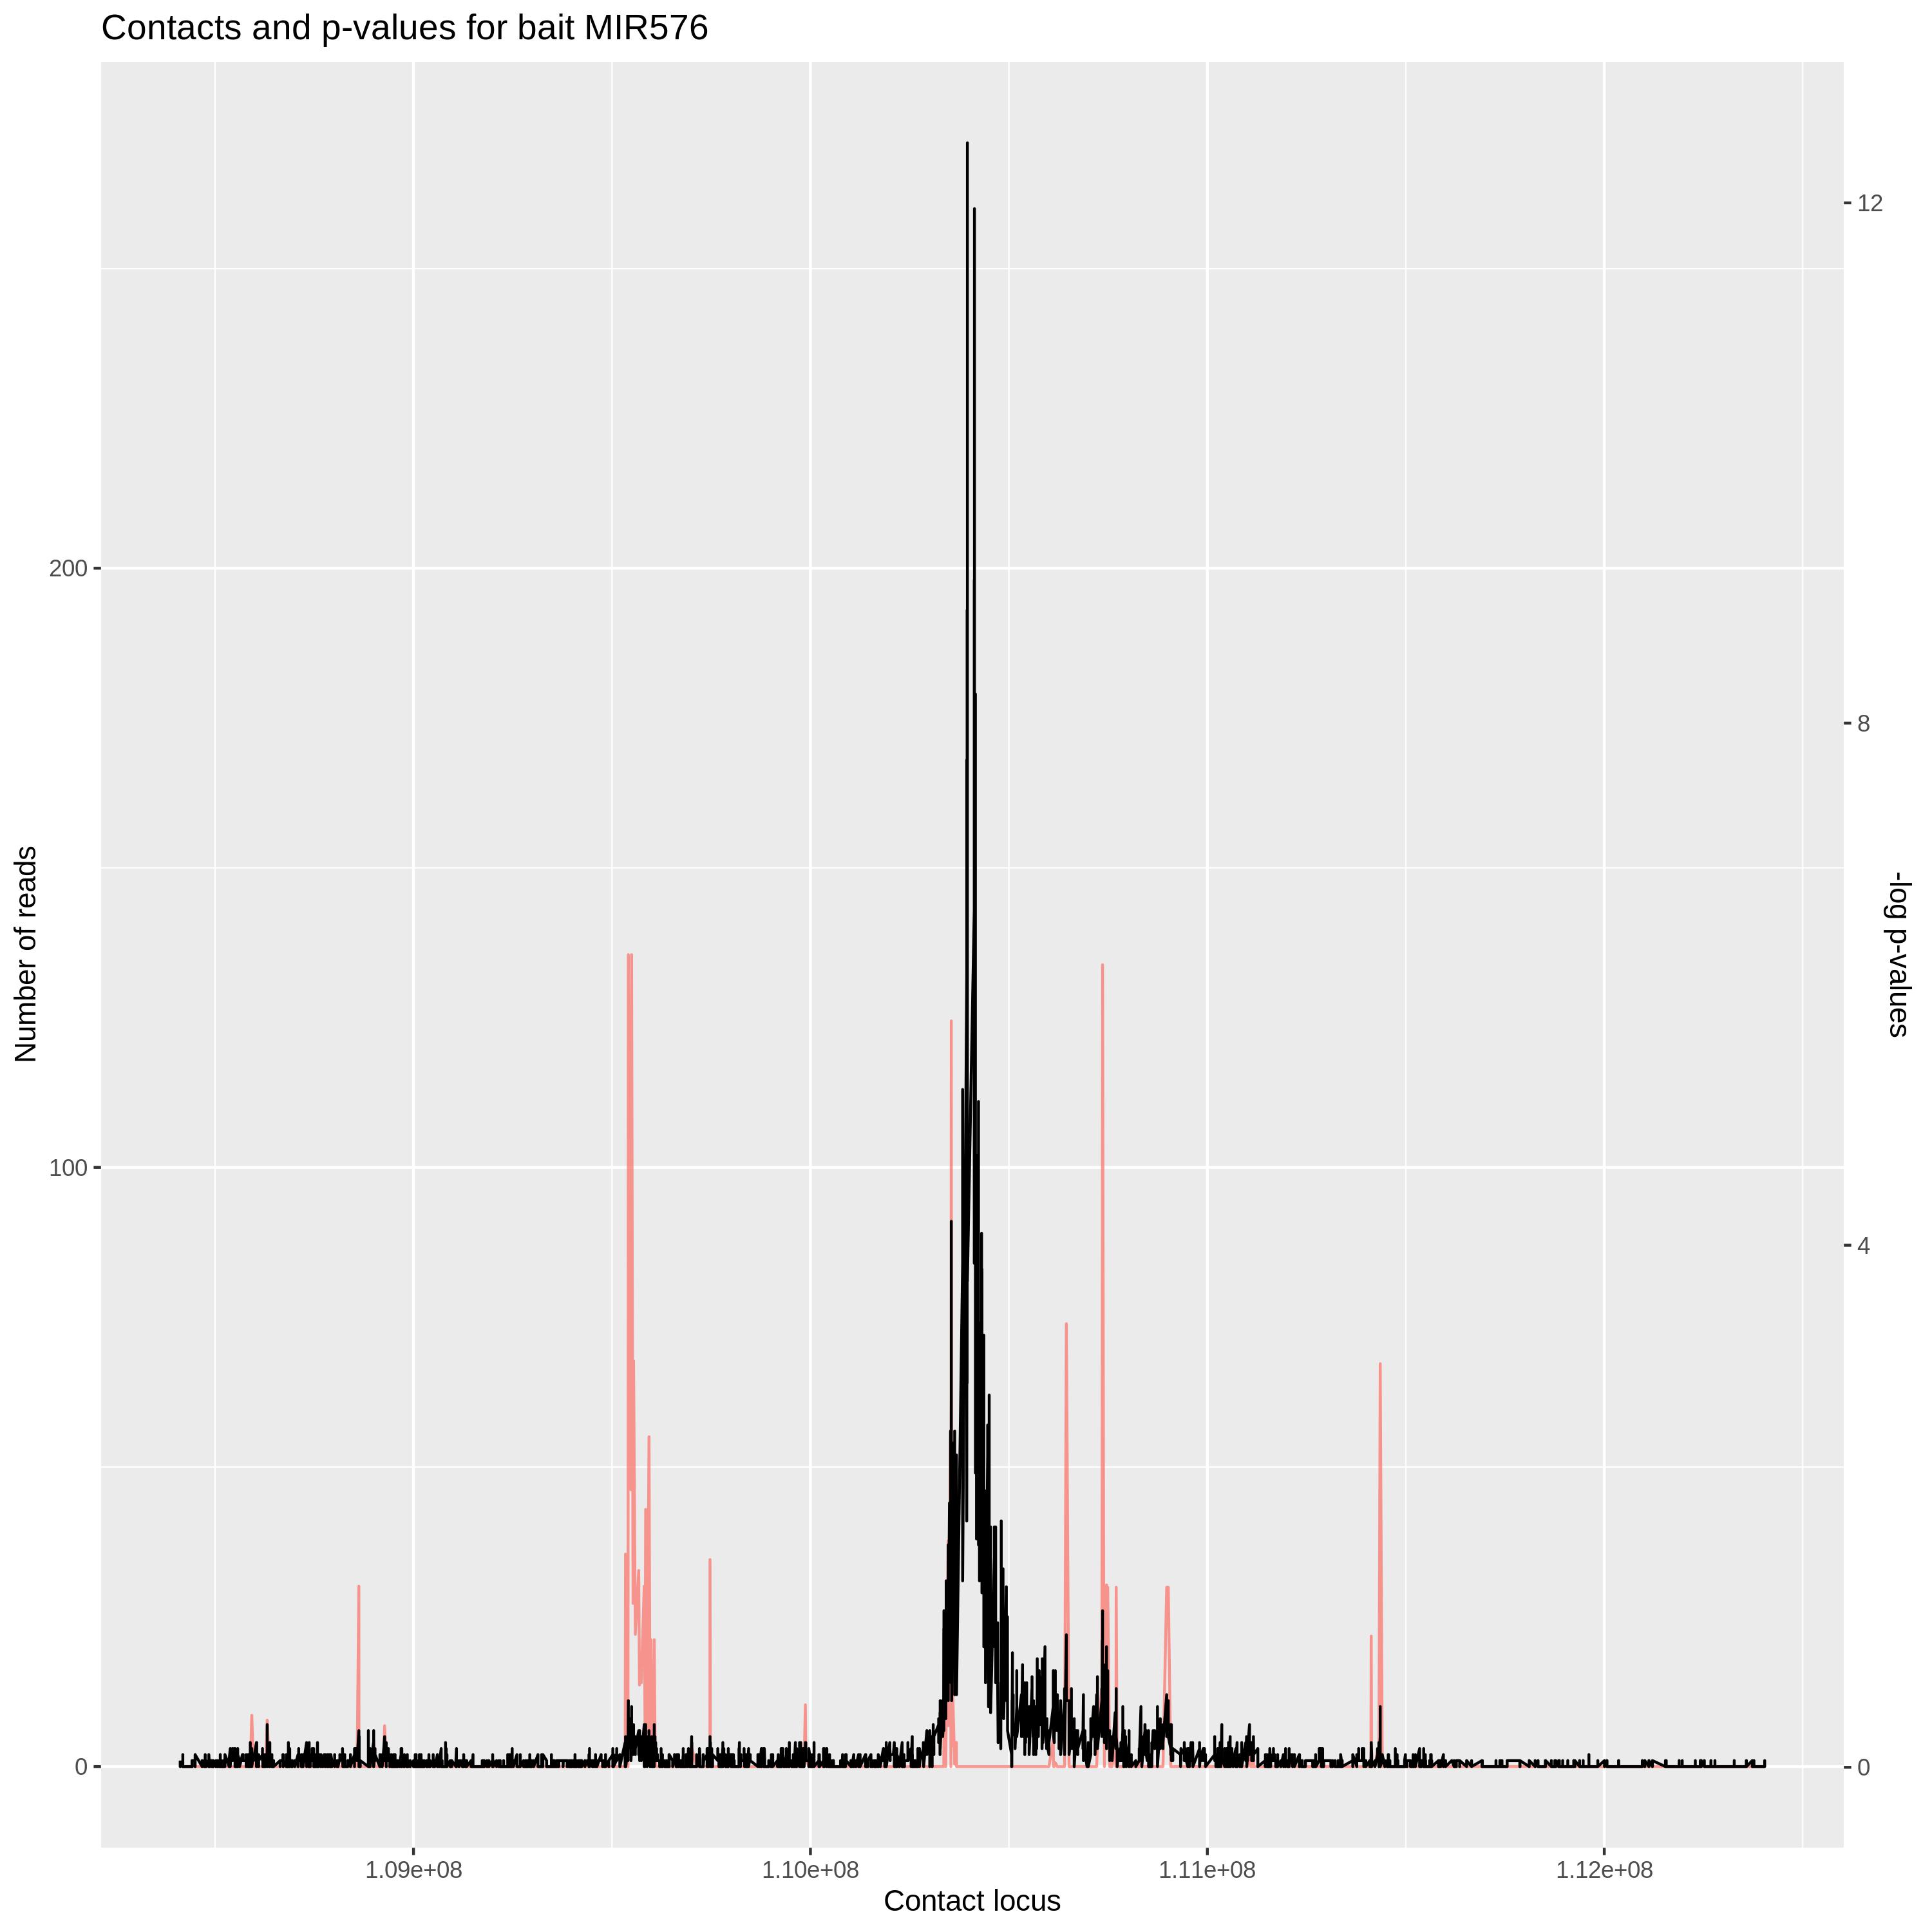 Contacts and p-values for bait MIR576
Number of reads
200
100
0
12
8
4
0
-log p-values
1.09e+08
1.10e+08
1.11e+08
1.12e+08
Contact locus